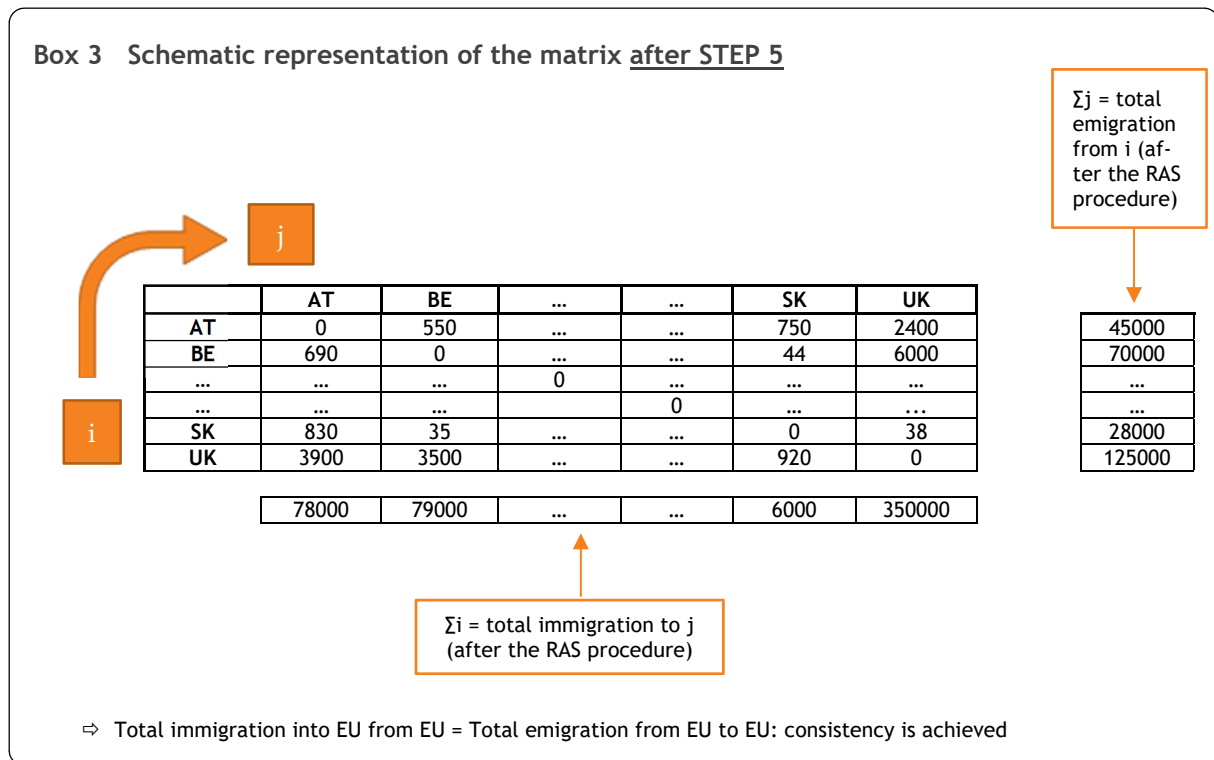 Box 3 Schematic representation of the matrix after STEP 5
Σj = total
emigration
from i (af-
ter the RAS
procedure)
j
AT BE ... ... SK UK
AT 0 550 ... ... 750 2400 45000
BE 690 0 ... ... 44 6000 70000
... ... ... 0 ... ... ... ...
... ... ... 0 ... ... ...
i
SK 830 35 ... ... 0 38 28000
UK 3900 3500 ... ... 920 0 125000
78000 79000 ... ... 6000 350000
Σi = total immigration to j
(after the RAS procedure)
⇨ Total immigration into EU from EU = Total emigration from EU to EU: consistency is achieved